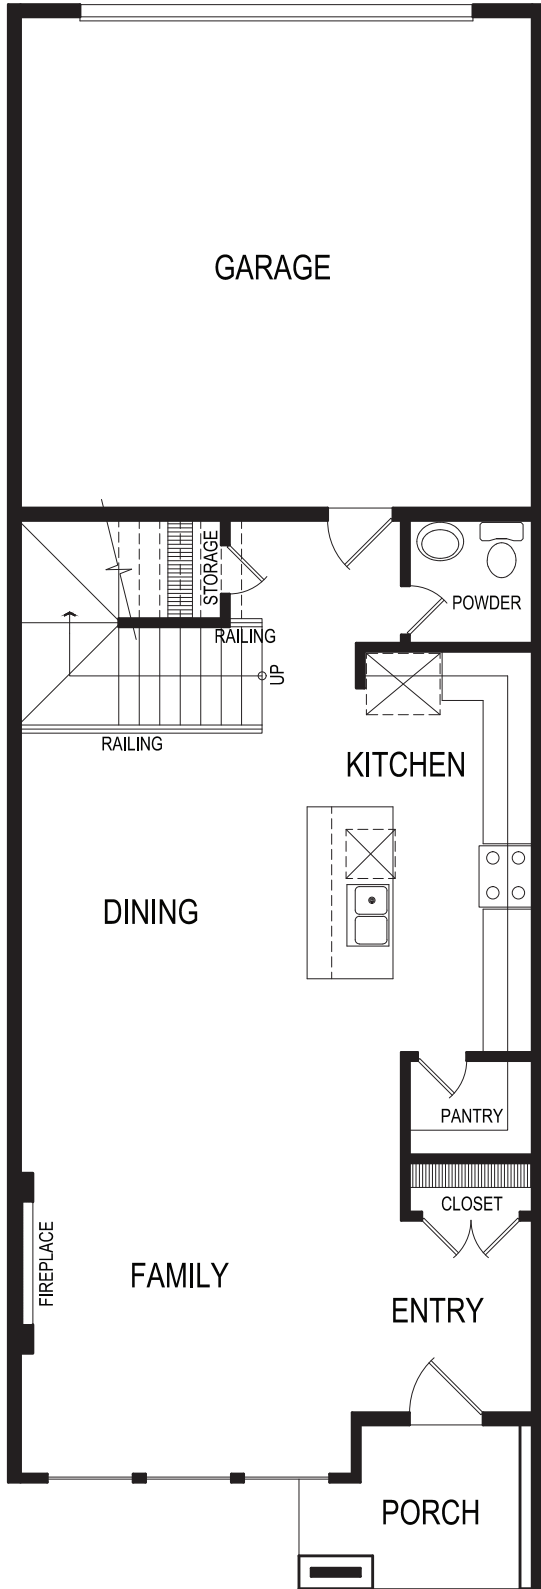 GARAGE
STORAGE
POWDER
RAILING
UP
RAILING
KITCHEN
DINING
PANTRY
CLOSET
FIREPLACE
FAMILY
ENTRY
PORCH